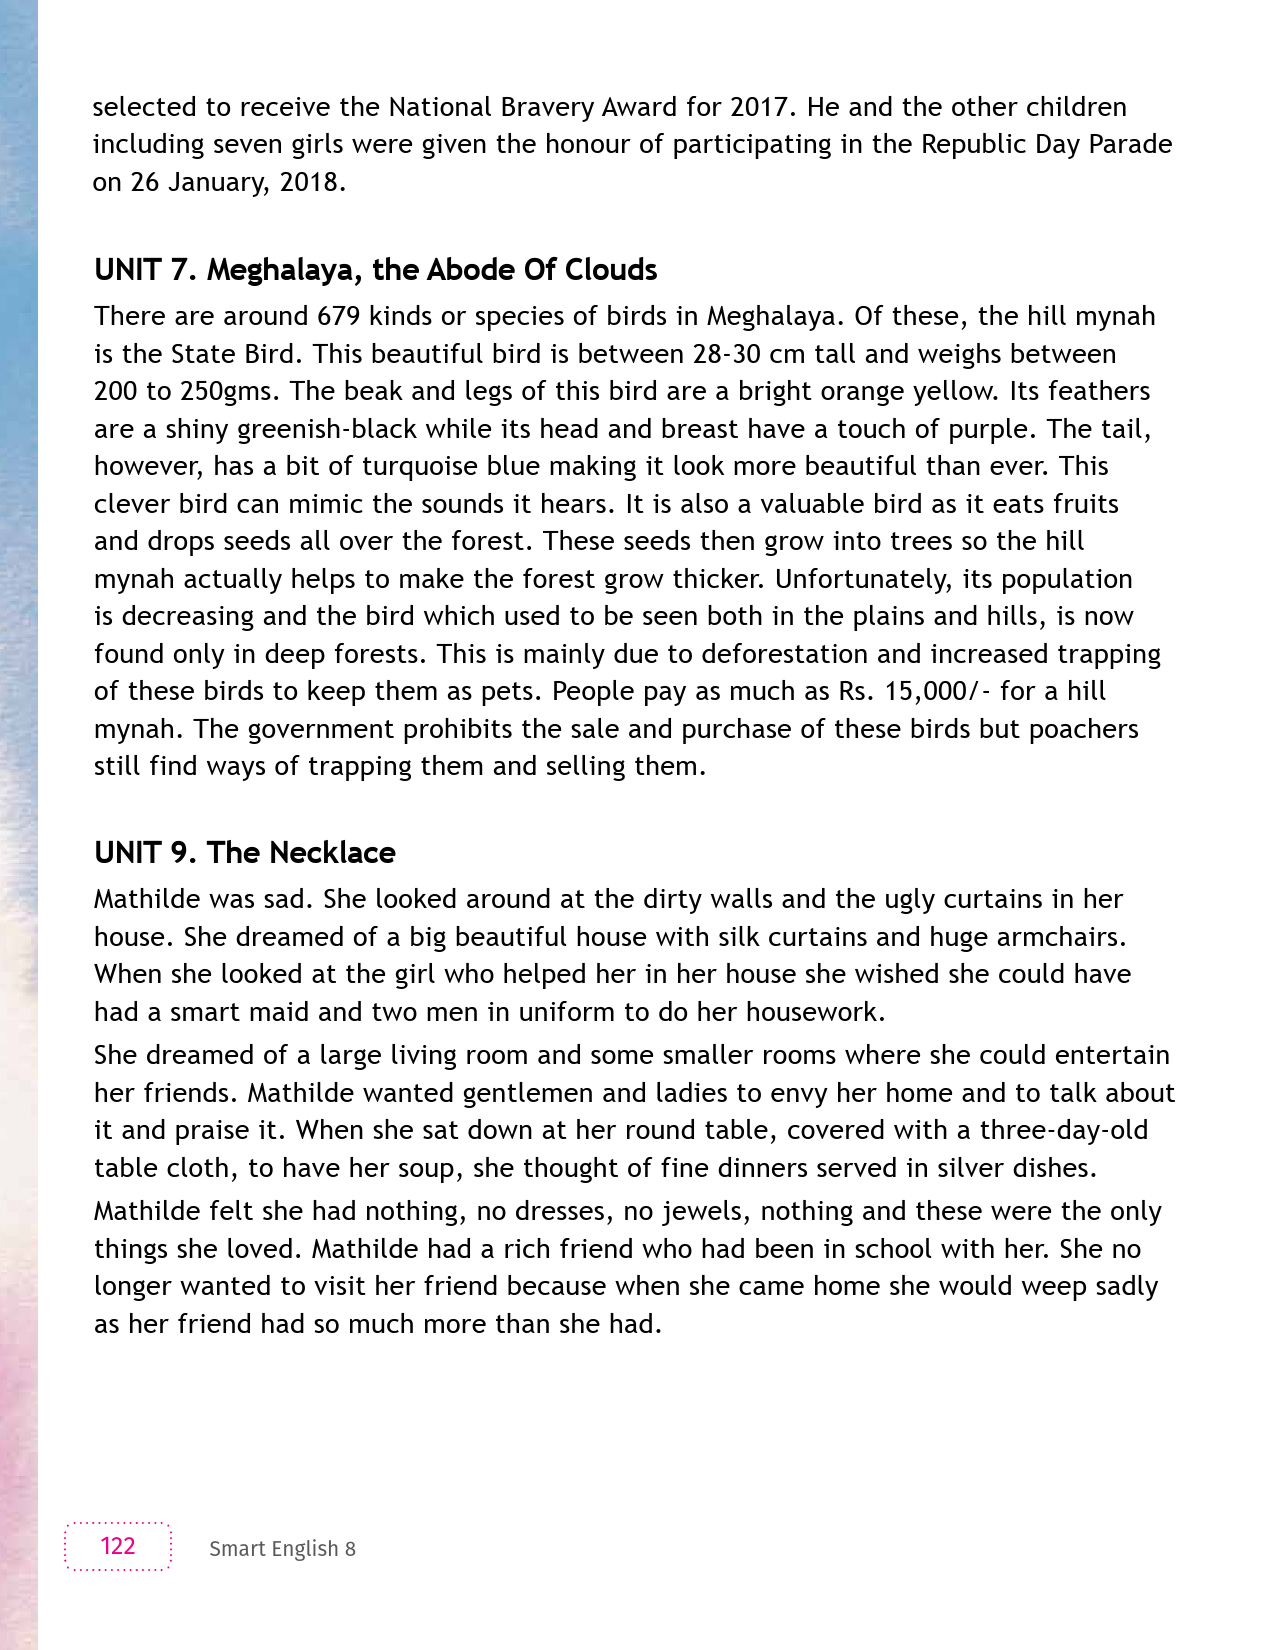 selected to receive the National Bravery Award for 2017. He and the other children
including seven girls were given the honour of participating in the Republic Day Parade
on 26 January, 2018.
UNIT 7. Meghalaya, the Abode Of Clouds
There are around 679 kinds or species of birds in Meghalaya. Of these, the hill mynah
is the State Bird. This beautiful bird is between 28-30 cm tall and weighs between
200 to 250gms. The beak and legs of this bird are a bright orange yellow. Its feathers
are a shiny greenish-black while its head and breast have a touch of purple. The tail,
however, has a bit of turquoise blue making it look more beautiful than ever. This
clever bird can mimic the sounds it hears. It is also a valuable bird as it eats fruits
and drops seeds all over the forest. These seeds then grow into trees so the hill
mynah actually helps to make the forest grow thicker. Unfortunately, its population
is decreasing and the bird which used to be seen both in the plains and hills, is now
found only in deep forests. This is mainly due to deforestation and increased trapping
of these birds to keep them as pets. People pay as much as Rs. 15,000/- for a hill
mynah. The government prohibits the sale and purchase of these birds but poachers
still find ways of trapping them and selling them.
UNIT 9. The Necklace
Mathilde was sad. She looked around at the dirty walls and the ugly curtains in her
house. She dreamed of a big beautiful house with silk curtains and huge armchairs.
When she looked at the girl who helped her in her house she wished she could have
had a smart maid and two men in uniform to do her housework.
She dreamed of a large living room and some smaller rooms where she could entertain
her friends. Mathilde wanted gentlemen and ladies to envy her home and to talk about
it and praise it. When she sat down at her round table, covered with a three-day-old
table cloth, to have her soup, she thought of fine dinners served in silver dishes.
Mathilde felt she had nothing, no dresses, no jewels, nothing and these were the only
things she loved. Mathilde had a rich friend who had been in school with her. She no
longer wanted to visit her friend because when she came home she would weep sadly
as her friend had so much more than she had.
122
Smart English 8